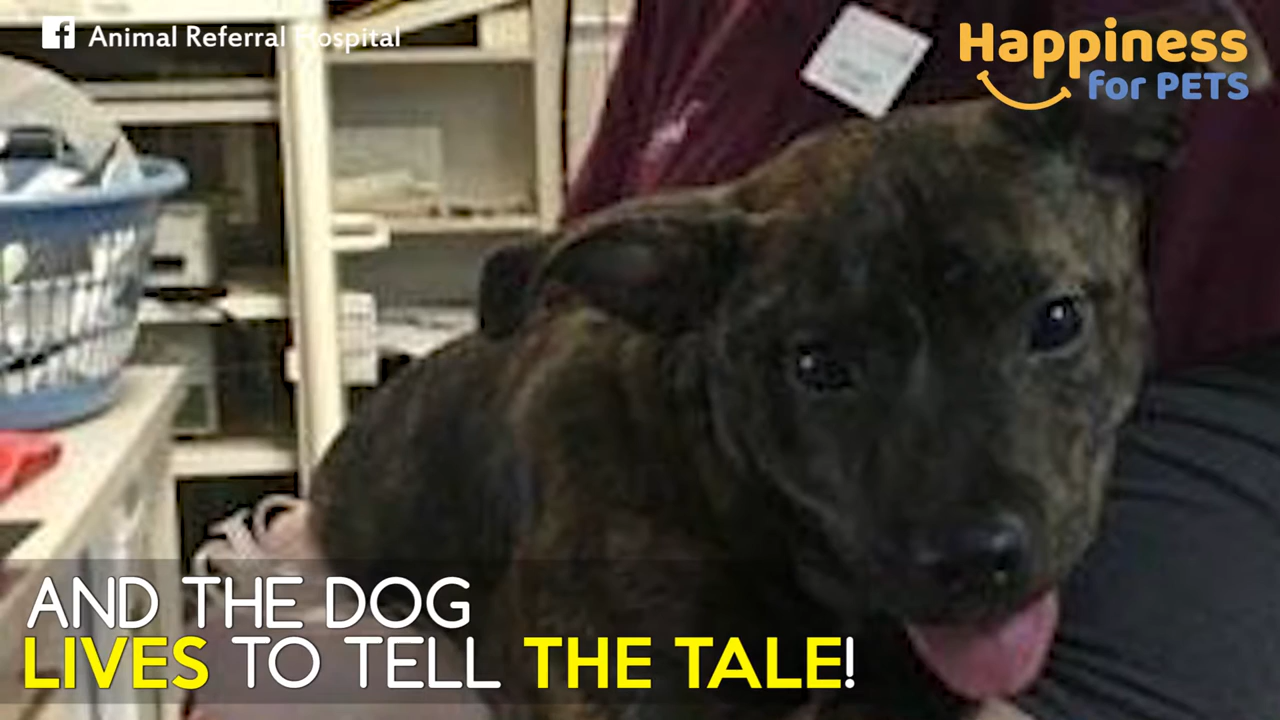 Animal Referral Hospital
Happiness
for PETS
AND THE DOG
LIVES TO TELL THE TALE!